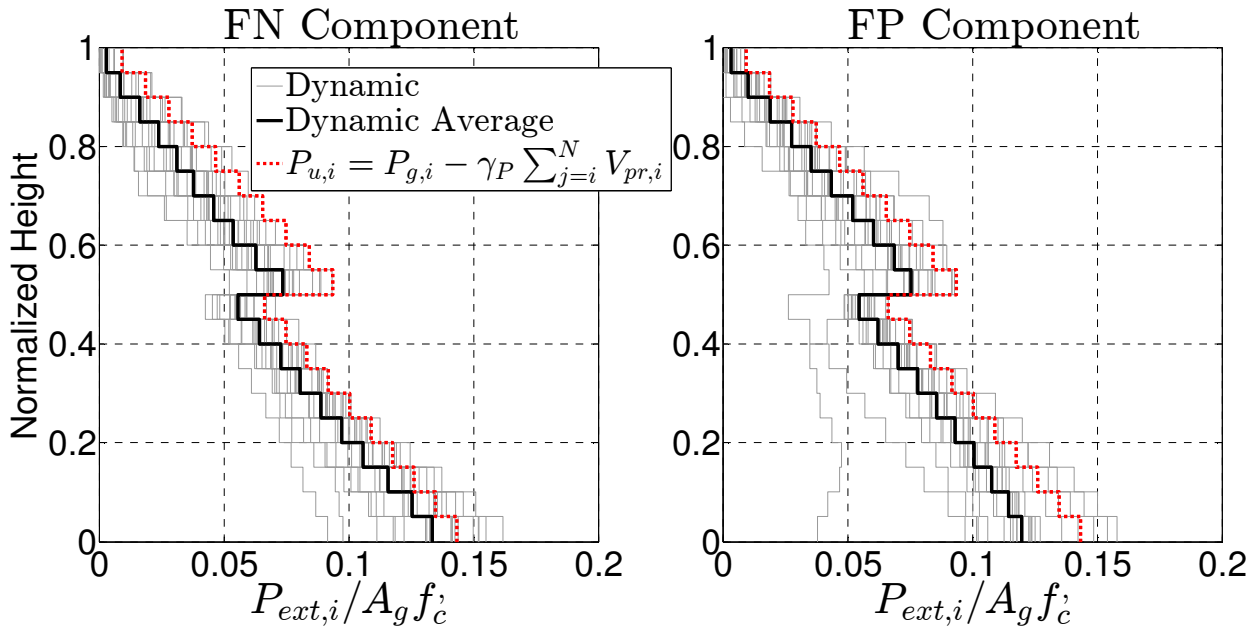 FN Component
FP Component
Dynamic
Dynamic Average
P_{u,i} = P_{g,i} − γ_P ∑_{j=i}^{N} V_{pr,i}
Normalized Height
1
0.8
0.6
0.4
0.2
0
0 0.05 0.1 0.15 0.2
P_{ext,i}/A_g f_c^,
1
0.8
0.6
0.4
0.2
0
0 0.05 0.1 0.15 0.2
P_{ext,i}/A_g f_c^,